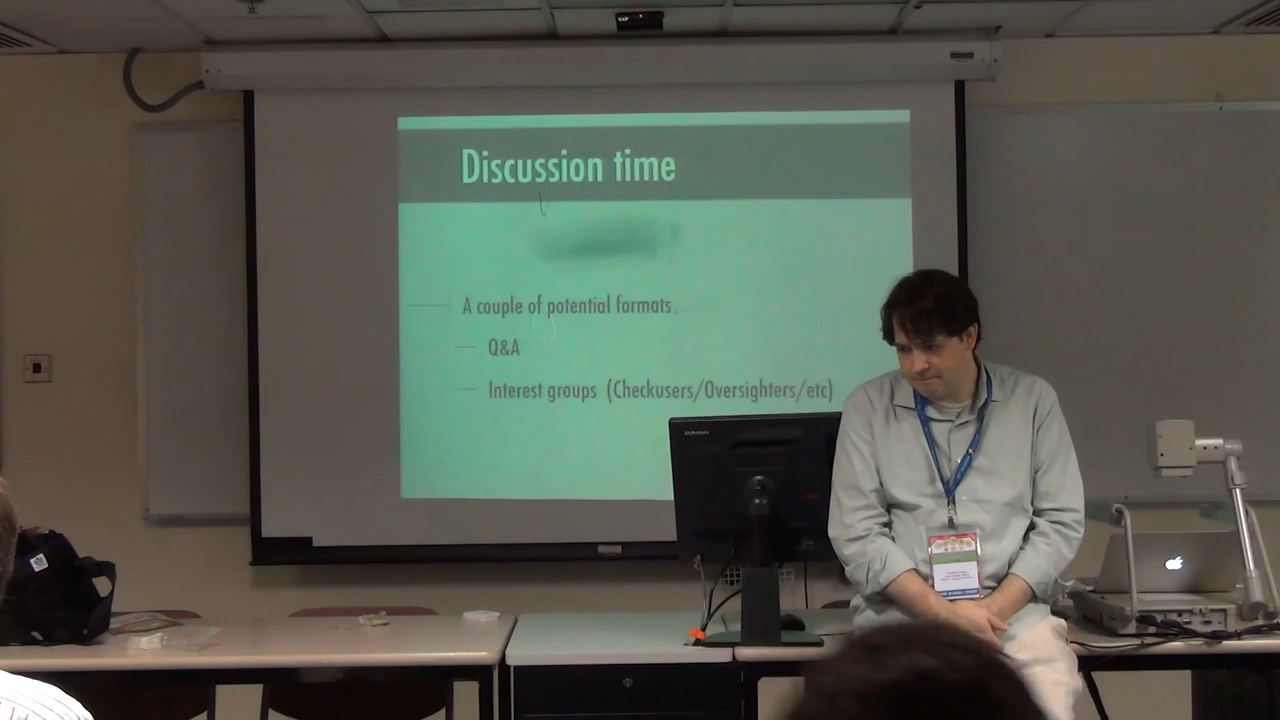 Discussion time
A couple of potential formats
Q&A
Interest groups (Checkusers/Oversighters/etc)